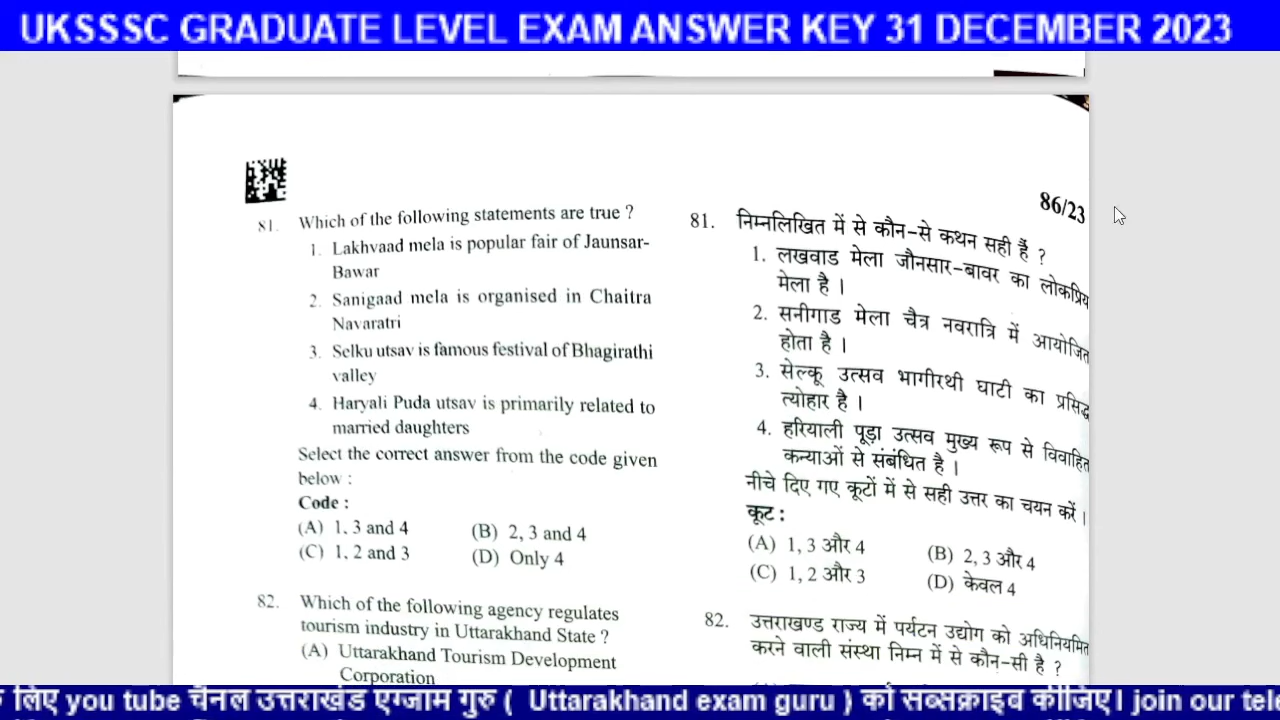 UKSSSC GRADUATE LEVEL EXAM ANSWER KEY 31 DECEMBER 2023
86/23
81. Which of the following statements are true ?
1. Lakhvaad mela is popular fair of Jaunsar-
Bawar
2. Sanigaad mela is organised in Chaitra
Navaratri
3. Selku utsav is famous festival of Bhagirathi
valley
4. Haryali Puda utsav is primarily related to
married daughters
Select the correct answer from the code given
below :
Code :
(A) 1, 3 and 4 (B) 2, 3 and 4
(C) 1, 2 and 3 (D) Only 4
82. Which of the following agency regulates
tourism industry in Uttarakhand State ?
(A) Uttarakhand Tourism Development
Corporation
81. निम्नलिखित में से कौन-से कथन सही हैं ?
1. लखवाड मेला जौनसार-बावर का लोकप्रिय
मेला है ।
2. सनीगाड मेला चैत्र नवरात्रि में आयोजित
होता है ।
3. सेल्कू उत्सव भागीरथी घाटी का प्रसिद्ध
त्योहार है ।
4. हरियाली पूड़ा उत्सव मुख्य रूप से विवाहित
कन्याओं से संबंधित है ।
नीचे दिए गए कूटों में से सही उत्तर का चयन करें ।
कूट :
(A) 1, 3 और 4 (B) 2, 3 और 4
(C) 1, 2 और 3 (D) केवल 4
82. उत्तराखण्ड राज्य में पर्यटन उद्योग को अधिनियमित
करने वाली संस्था निम्न में से कौन-सी है ?
लिए you tube चैनल उत्तराखंड एग्जाम गुरु ( Uttarakhand exam guru ) को सब्सक्राइब कीजिए। join our tele